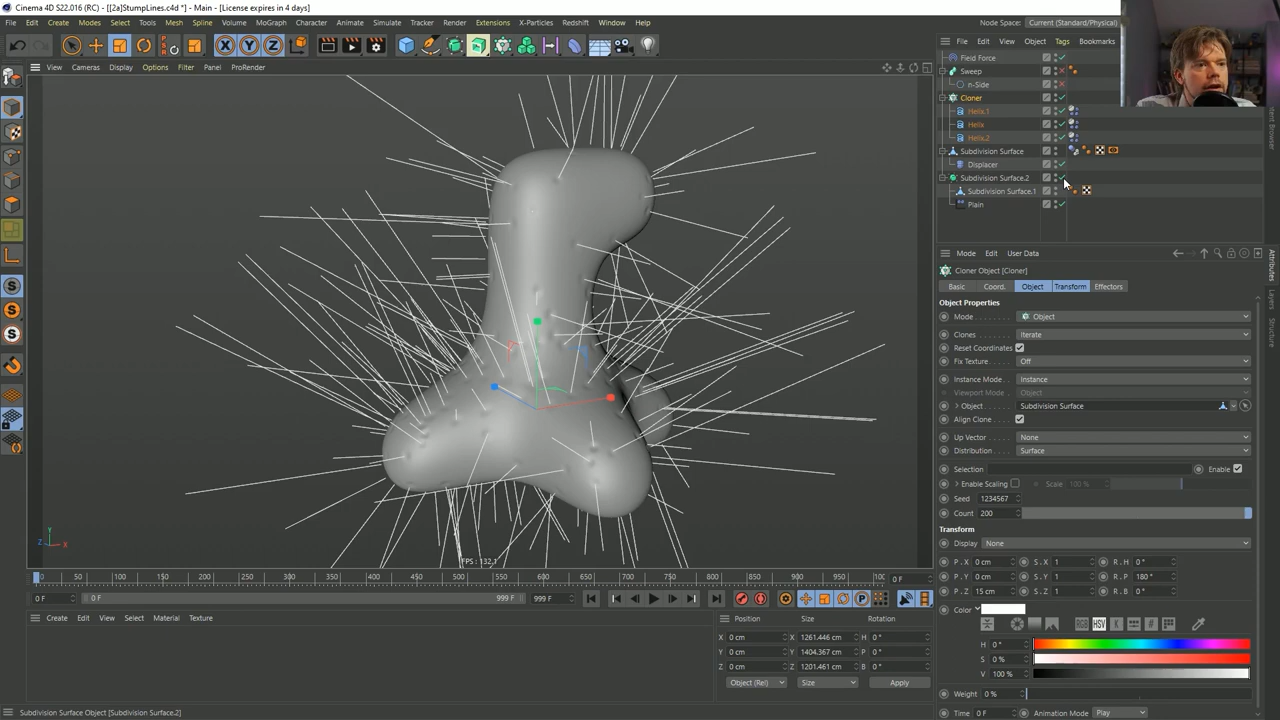 Cinema 4D S22.016 (RC) - [[2a]StumpLines.c4d *] - Main - [License expires in 4 days]
File Edit Create Modes Select Tools Mesh Spline Volume MoGraph Character Animate Simulate Tracker Render Extensions X-Particles Redshift Window Help
Node Space: Current (Standard/Physical)
File Edit View Object Tags Bookmarks
View Cameras Display Options Filter Panel ProRender
Field Force
Sweep
n-Side
Cloner
Helix.1
Helix
Helix.2
Subdivision Surface
Displacer
Subdivision Surface.2
Subdivision Surface.1
Plain
Mode Edit User Data
Cloner Object [Cloner]
Basic Coord. Object Transform Effectors
Object Properties
Mode Object
Clones Iterate
Reset Coordinates
Fix Texture Off
Instance Mode Instance
Viewport Mode Object
Object Subdivision Surface
Align Clone
Up Vector None
Distribution Surface
Selection Enable
Enable Scaling Scale 100 %
Seed 1234567
Count 200
Transform
Display None
P . X 0 cm S . X 1 R . H 0 °
P . Y 0 cm S . Y 1 R . P 180 °
P . Z 15 cm S . Z 1 R . B 0 °
Color
RGB HSV K
H 0 °
S 0 %
V 100 %
Weight 0 %
Time 0 F Animation Mode Play
Content Browser
Attributes
Layers
Structure
X Y Z
Y
Z X
FPS : 132.1
0 50 100 150 200 250 300 350 400 450 500 550 600 650 700 750 800 850 900 950 100 0 F
0 F 0 F 999 F 999 F
Create Edit View Select Material Texture
Position Size Rotation
X 0 cm X 1261.446 cm H 0 °
Y 0 cm Y 1404.367 cm P 0 °
Z 0 cm Z 1201.461 cm B 0 °
Object (Rel) Size Apply
Subdivision Surface Object [Subdivision Surface.2]